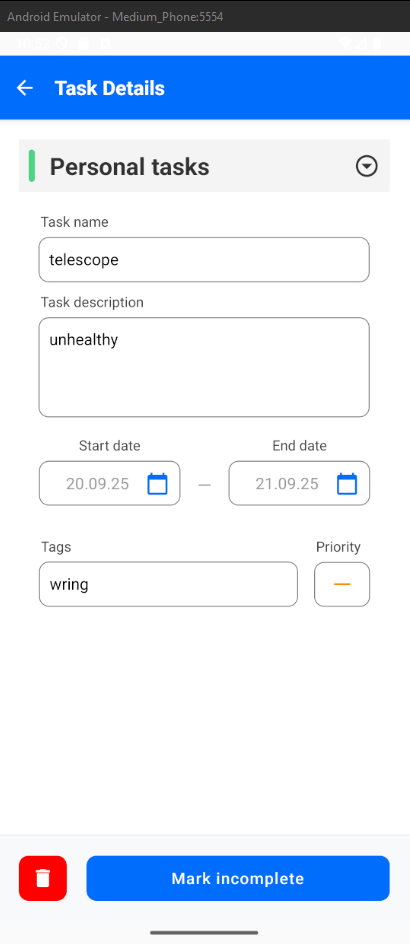 Android Emulator - Medium_Phone:5554
Task Details
Personal tasks
Task name
telescope
Task description
unhealthy
Start date End date
20.09.25 — 21.09.25
Tags Priority
wring
Mark incomplete